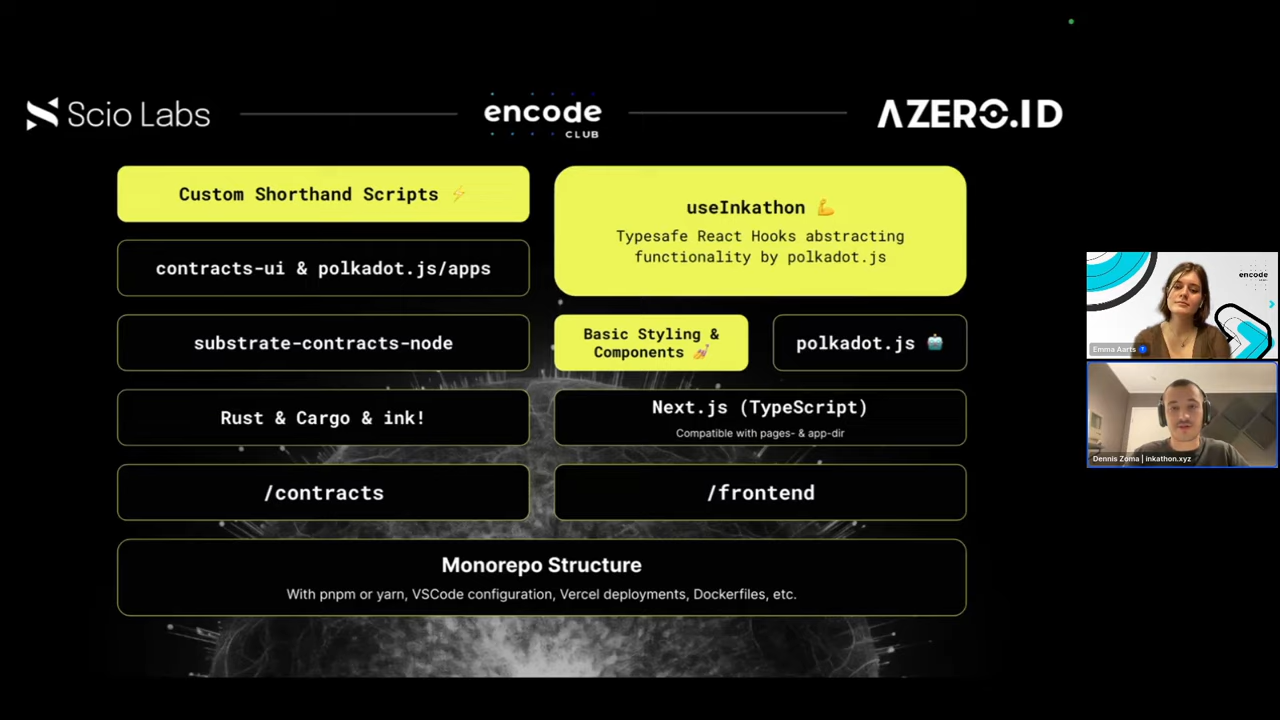 Scio Labs
encode
CLUB
AZERO.ID
Custom Shorthand Scripts ⚡
contracts-ui & polkadot.js/apps
substrate-contracts-node
Rust & Cargo & ink!
/contracts
useInkathon 💪
Typesafe React Hooks abstracting
functionality by polkadot.js
Basic Styling &
Components 💅
polkadot.js 🤖
Next.js (TypeScript)
Compatible with pages- & app-dir
/frontend
Monorepo Structure
With pnpm or yarn, VSCode configuration, Vercel deployments, Dockerfiles, etc.
encode
Emma Aarts
Dennis Zoma | inkathon.xyz